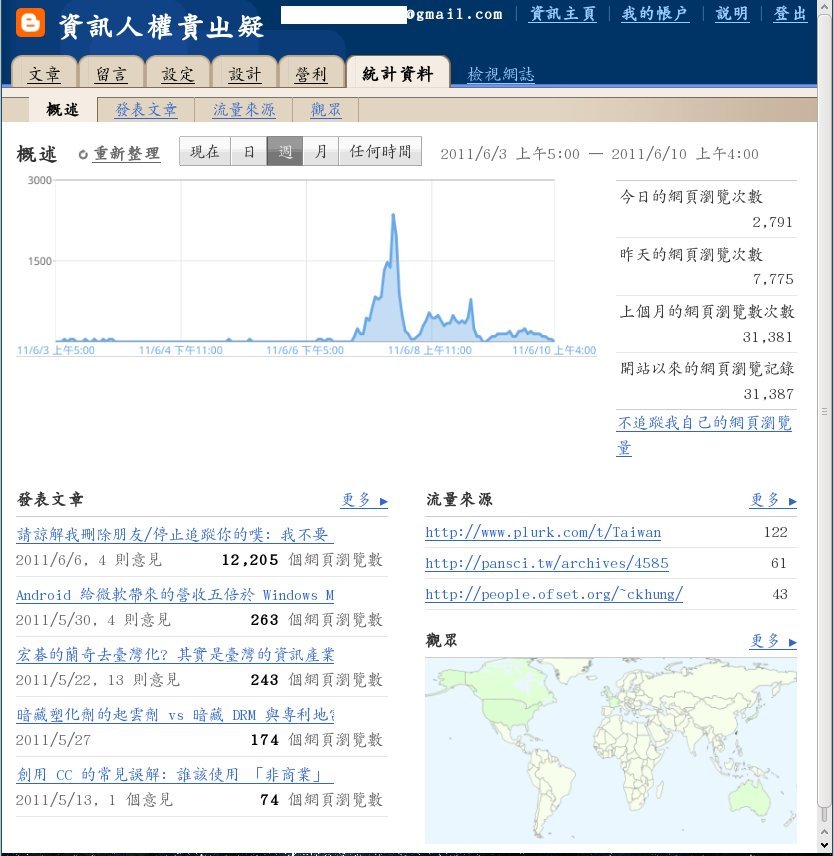 資訊人權貴出疑
@gmail.com | 資訊主頁 | 我的帳户 | 説明 | 登出
文章 留言 設定 設計 營利 統計資料 檢視網誌
概述 發表文章 流量來源 觀眾
概述 重新整理 現在 日 週 月 任何時間 2011/6/3 上午5:00 — 2011/6/10 上午4:00
3000
1500
11/6/3 上午5:00 11/6/4 下午11:00 11/6/6 下午5:00 11/6/8 上午11:00 11/6/10 上午4:00
今日的網頁瀏覽次數
2,791
昨天的網頁瀏覽次數
7,775
上個月的網頁瀏覽數次數
31,381
開站以來的網頁瀏覽記錄
31,387
不追蹤我自己的網頁瀏覽
量
發表文章 更多 ▶
請諒解我刪除朋友/停止追蹤你的噗: 我不要
2011/6/6, 4 則意見 12,205 個網頁瀏覽數
Android 給微軟帶來的營收五倍於 Windows M
2011/5/30, 4 則意見 263 個網頁瀏覽數
宏碁的蘭奇去臺灣化? 其實是臺灣的資訊產業
2011/5/22, 13 則意見 243 個網頁瀏覽數
暗藏塑化劑的起雲劑 vs 暗藏 DRM 與專利地
2011/5/27 174 個網頁瀏覽數
創用 CC 的常見誤解: 誰該使用 「非商業」
2011/5/13, 1 個意見 74 個網頁瀏覽數
流量來源 更多 ▶
http://www.plurk.com/t/Taiwan 122
http://pansci.tw/archives/4585 61
http://people.ofset.org/~ckhung/ 43
觀眾 更多 ▶